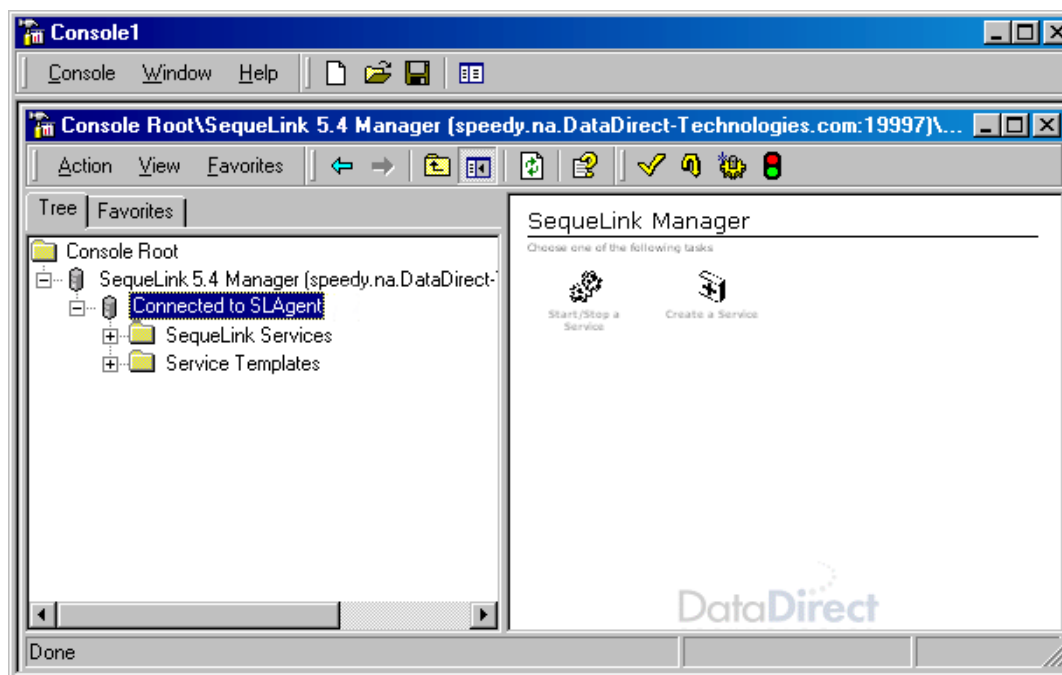 Console1
Console Window Help
Console Root\SequeLink 5.4 Manager (speedy.na.DataDirect-Technologies.com:19997)\...
Action View Favorites
Tree Favorites
Console Root
SequeLink 5.4 Manager (speedy.na.DataDirect-
Connected to SLAgent
SequeLink Services
Service Templates
SequeLink Manager
Choose one of the following tasks
Start/Stop a
Service
Create a Service
DataDirect
Done